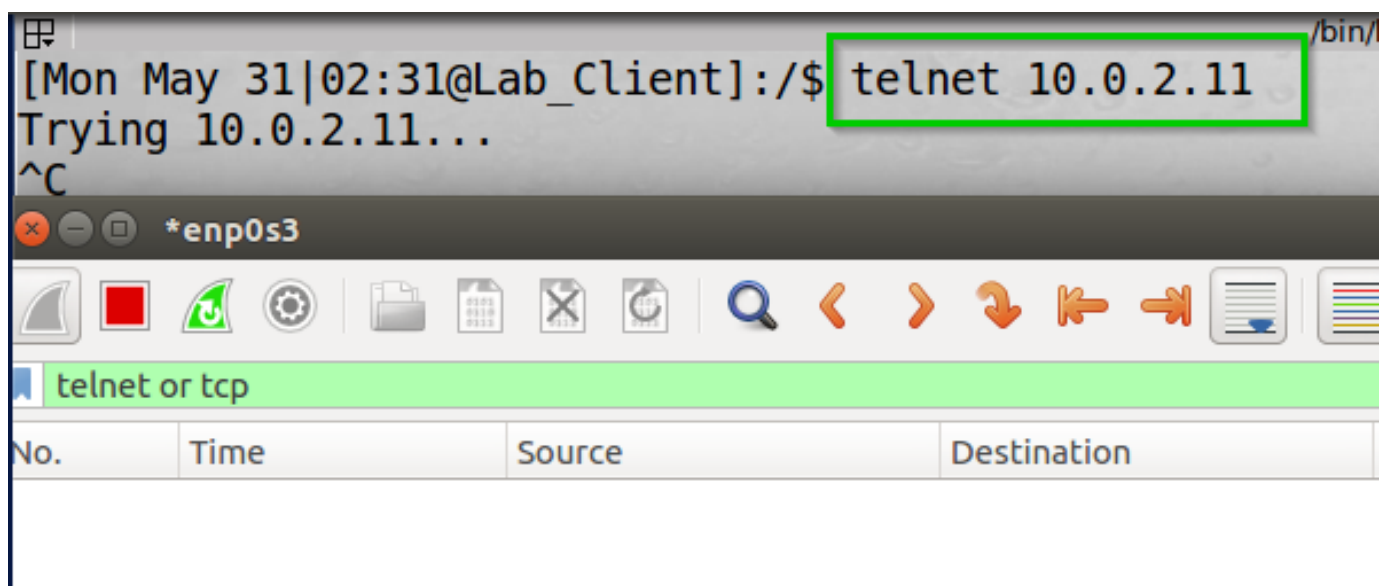 /bin/
[Mon May 31|02:31@Lab_Client]:/$ telnet 10.0.2.11
Trying 10.0.2.11...
^C
*enp0s3
telnet or tcp
No. Time Source Destination